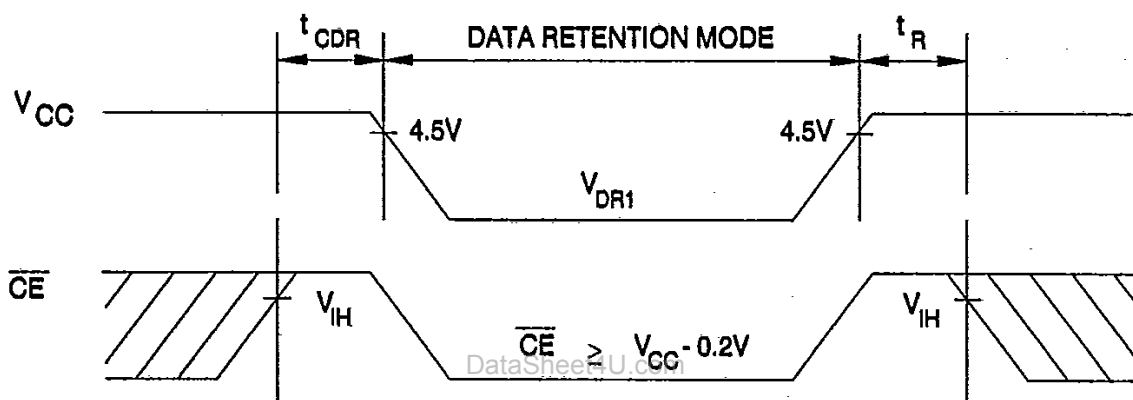 tCDR
DATA RETENTION MODE
tR
VCC
4.5V
4.5V
VDR1
CE
VIH
VIH
CE ≥ VCC - 0.2V
DataSheet4U.com